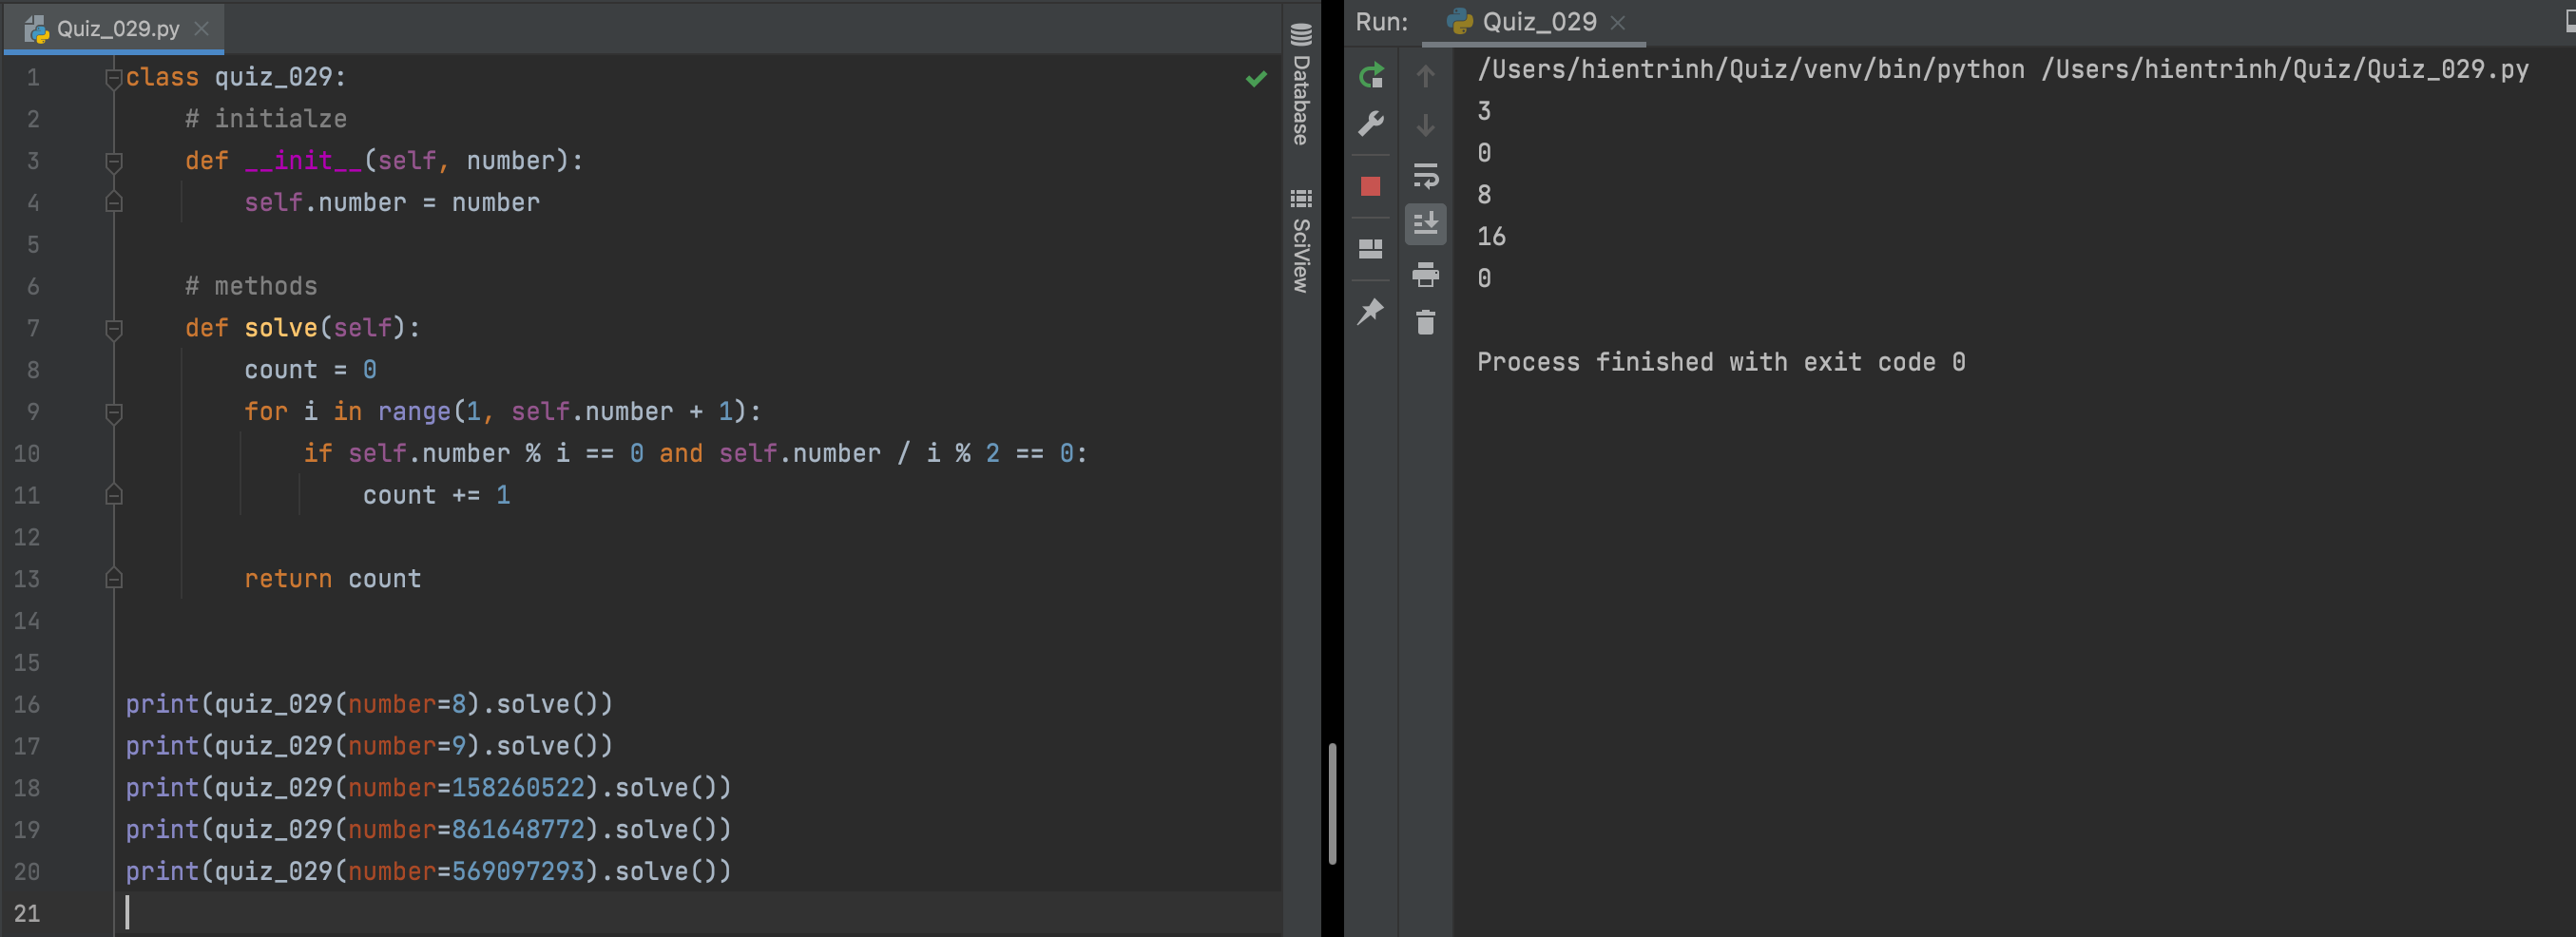 Quiz_029.py
1 class quiz_029:
2     # initialze
3     def __init__(self, number):
4         self.number = number
5
6     # methods
7     def solve(self):
8         count = 0
9         for i in range(1, self.number + 1):
10             if self.number % i == 0 and self.number / i % 2 == 0:
11                 count += 1
12
13         return count
14
15
16 print(quiz_029(number=8).solve())
17 print(quiz_029(number=9).solve())
18 print(quiz_029(number=158260522).solve())
19 print(quiz_029(number=861648772).solve())
20 print(quiz_029(number=569097293).solve())
21
Database
SciView
Run: Quiz_029
/Users/hientrinh/Quiz/venv/bin/python /Users/hientrinh/Quiz/Quiz_029.py
3
0
8
16
0
Process finished with exit code 0